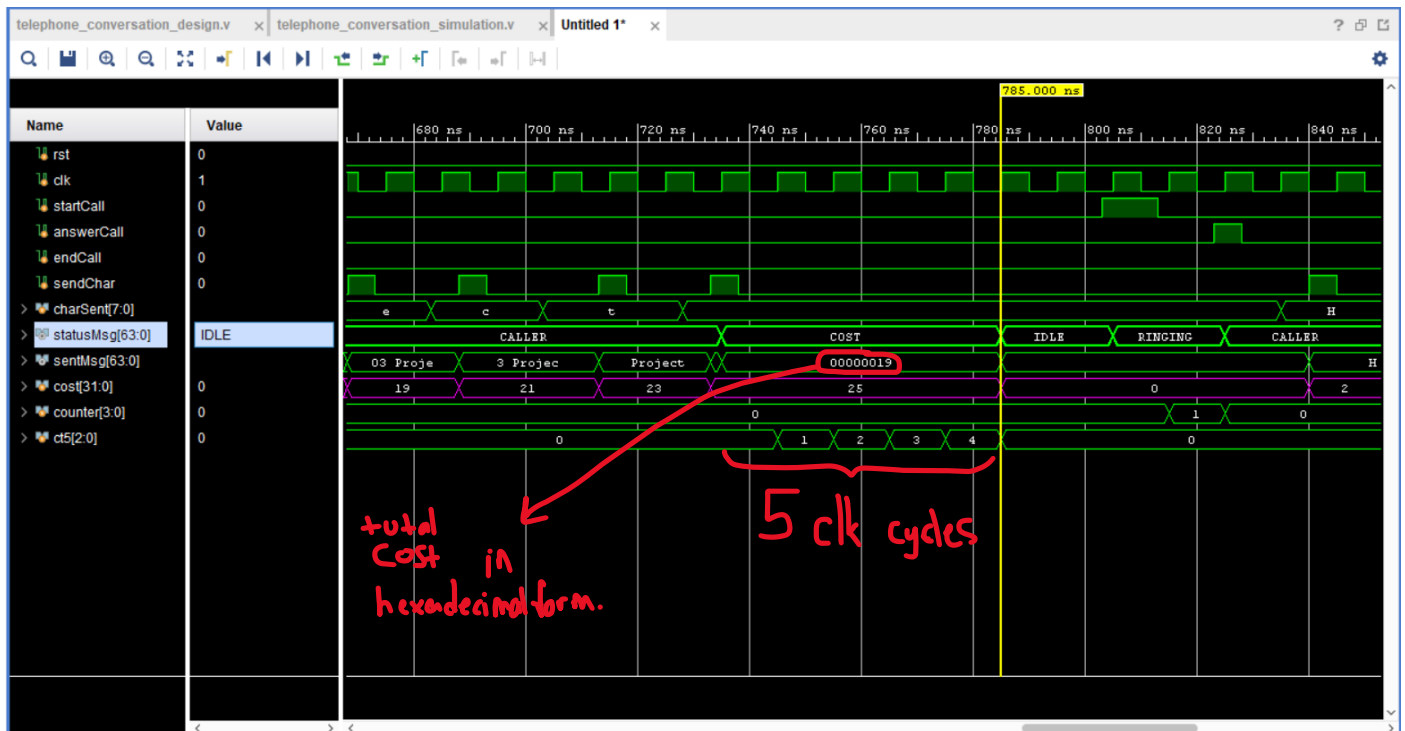 telephone_conversation_design.v × telephone_conversation_simulation.v × Untitled 1* × ?
785.000 ns
Name Value
680 ns 700 ns 720 ns 740 ns 760 ns 780 ns 800 ns 820 ns 840 ns
rst 0
clk 1
startCall 0
answerCall 0
endCall 0
sendChar 0
> charSent[7:0] e c t H
> statusMsg[63:0] IDLE CALLER COST IDLE RINGING CALLER
> sentMsg[63:0] 03 Proje 3 Projec Project 00000019 H
> cost[31:0] 0 19 21 23 25 0 2
> counter[3:0] 0 0 1 0
> ct5[2:0] 0 0 1 2 3 4 0
5 clk cycles
total
cost in
hexadecimal form.